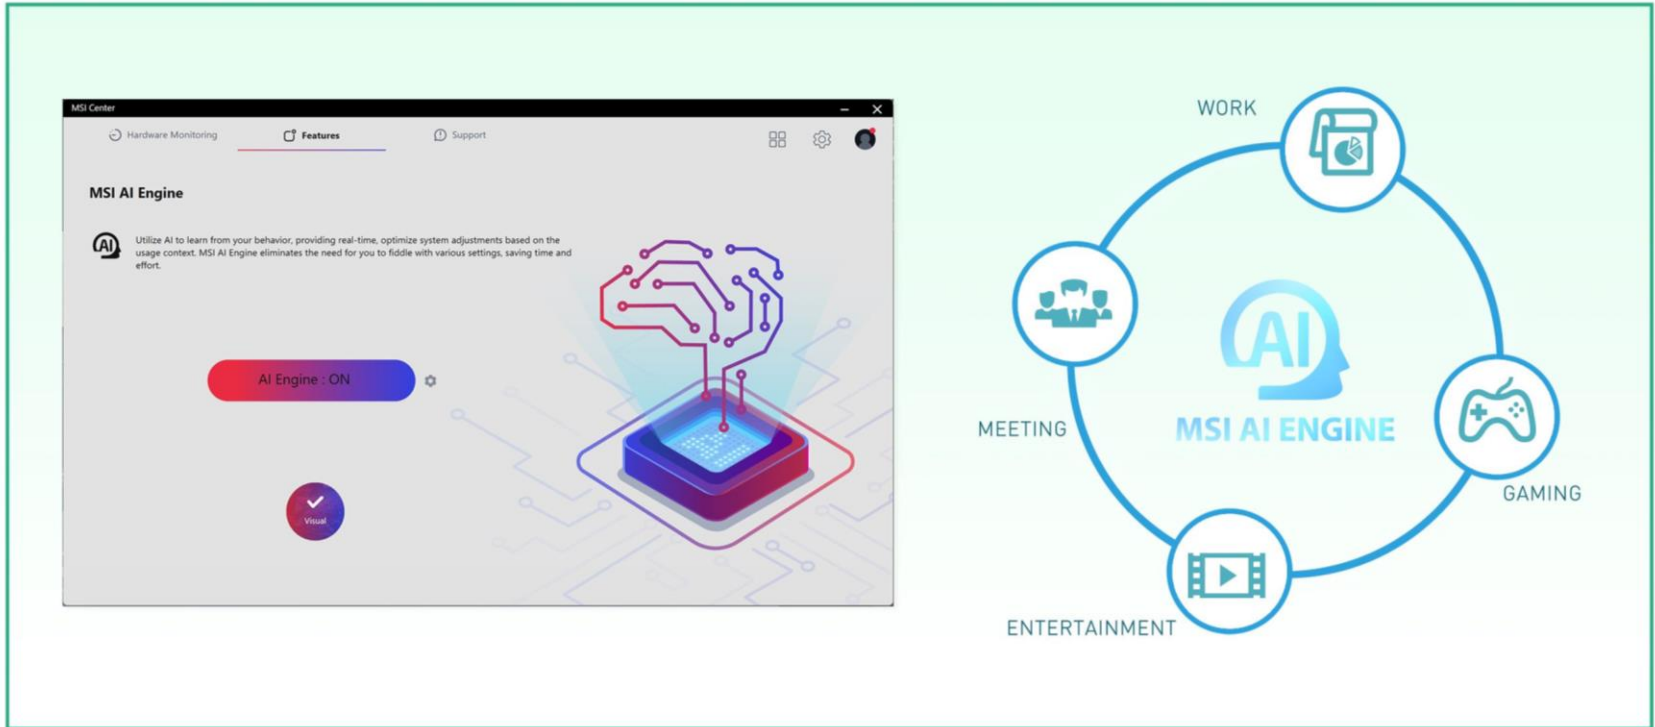 MSI Center
Hardware Monitoring
Features
Support
MSI AI Engine
AI
Utilize AI to learn from your behavior, providing real-time, optimize system adjustments based on the
usage context. MSI AI Engine eliminates the need for you to fiddle with various settings, saving time and
effort.
AI Engine : ON
Visual
WORK
MEETING
AI
MSI AI ENGINE
GAMING
ENTERTAINMENT